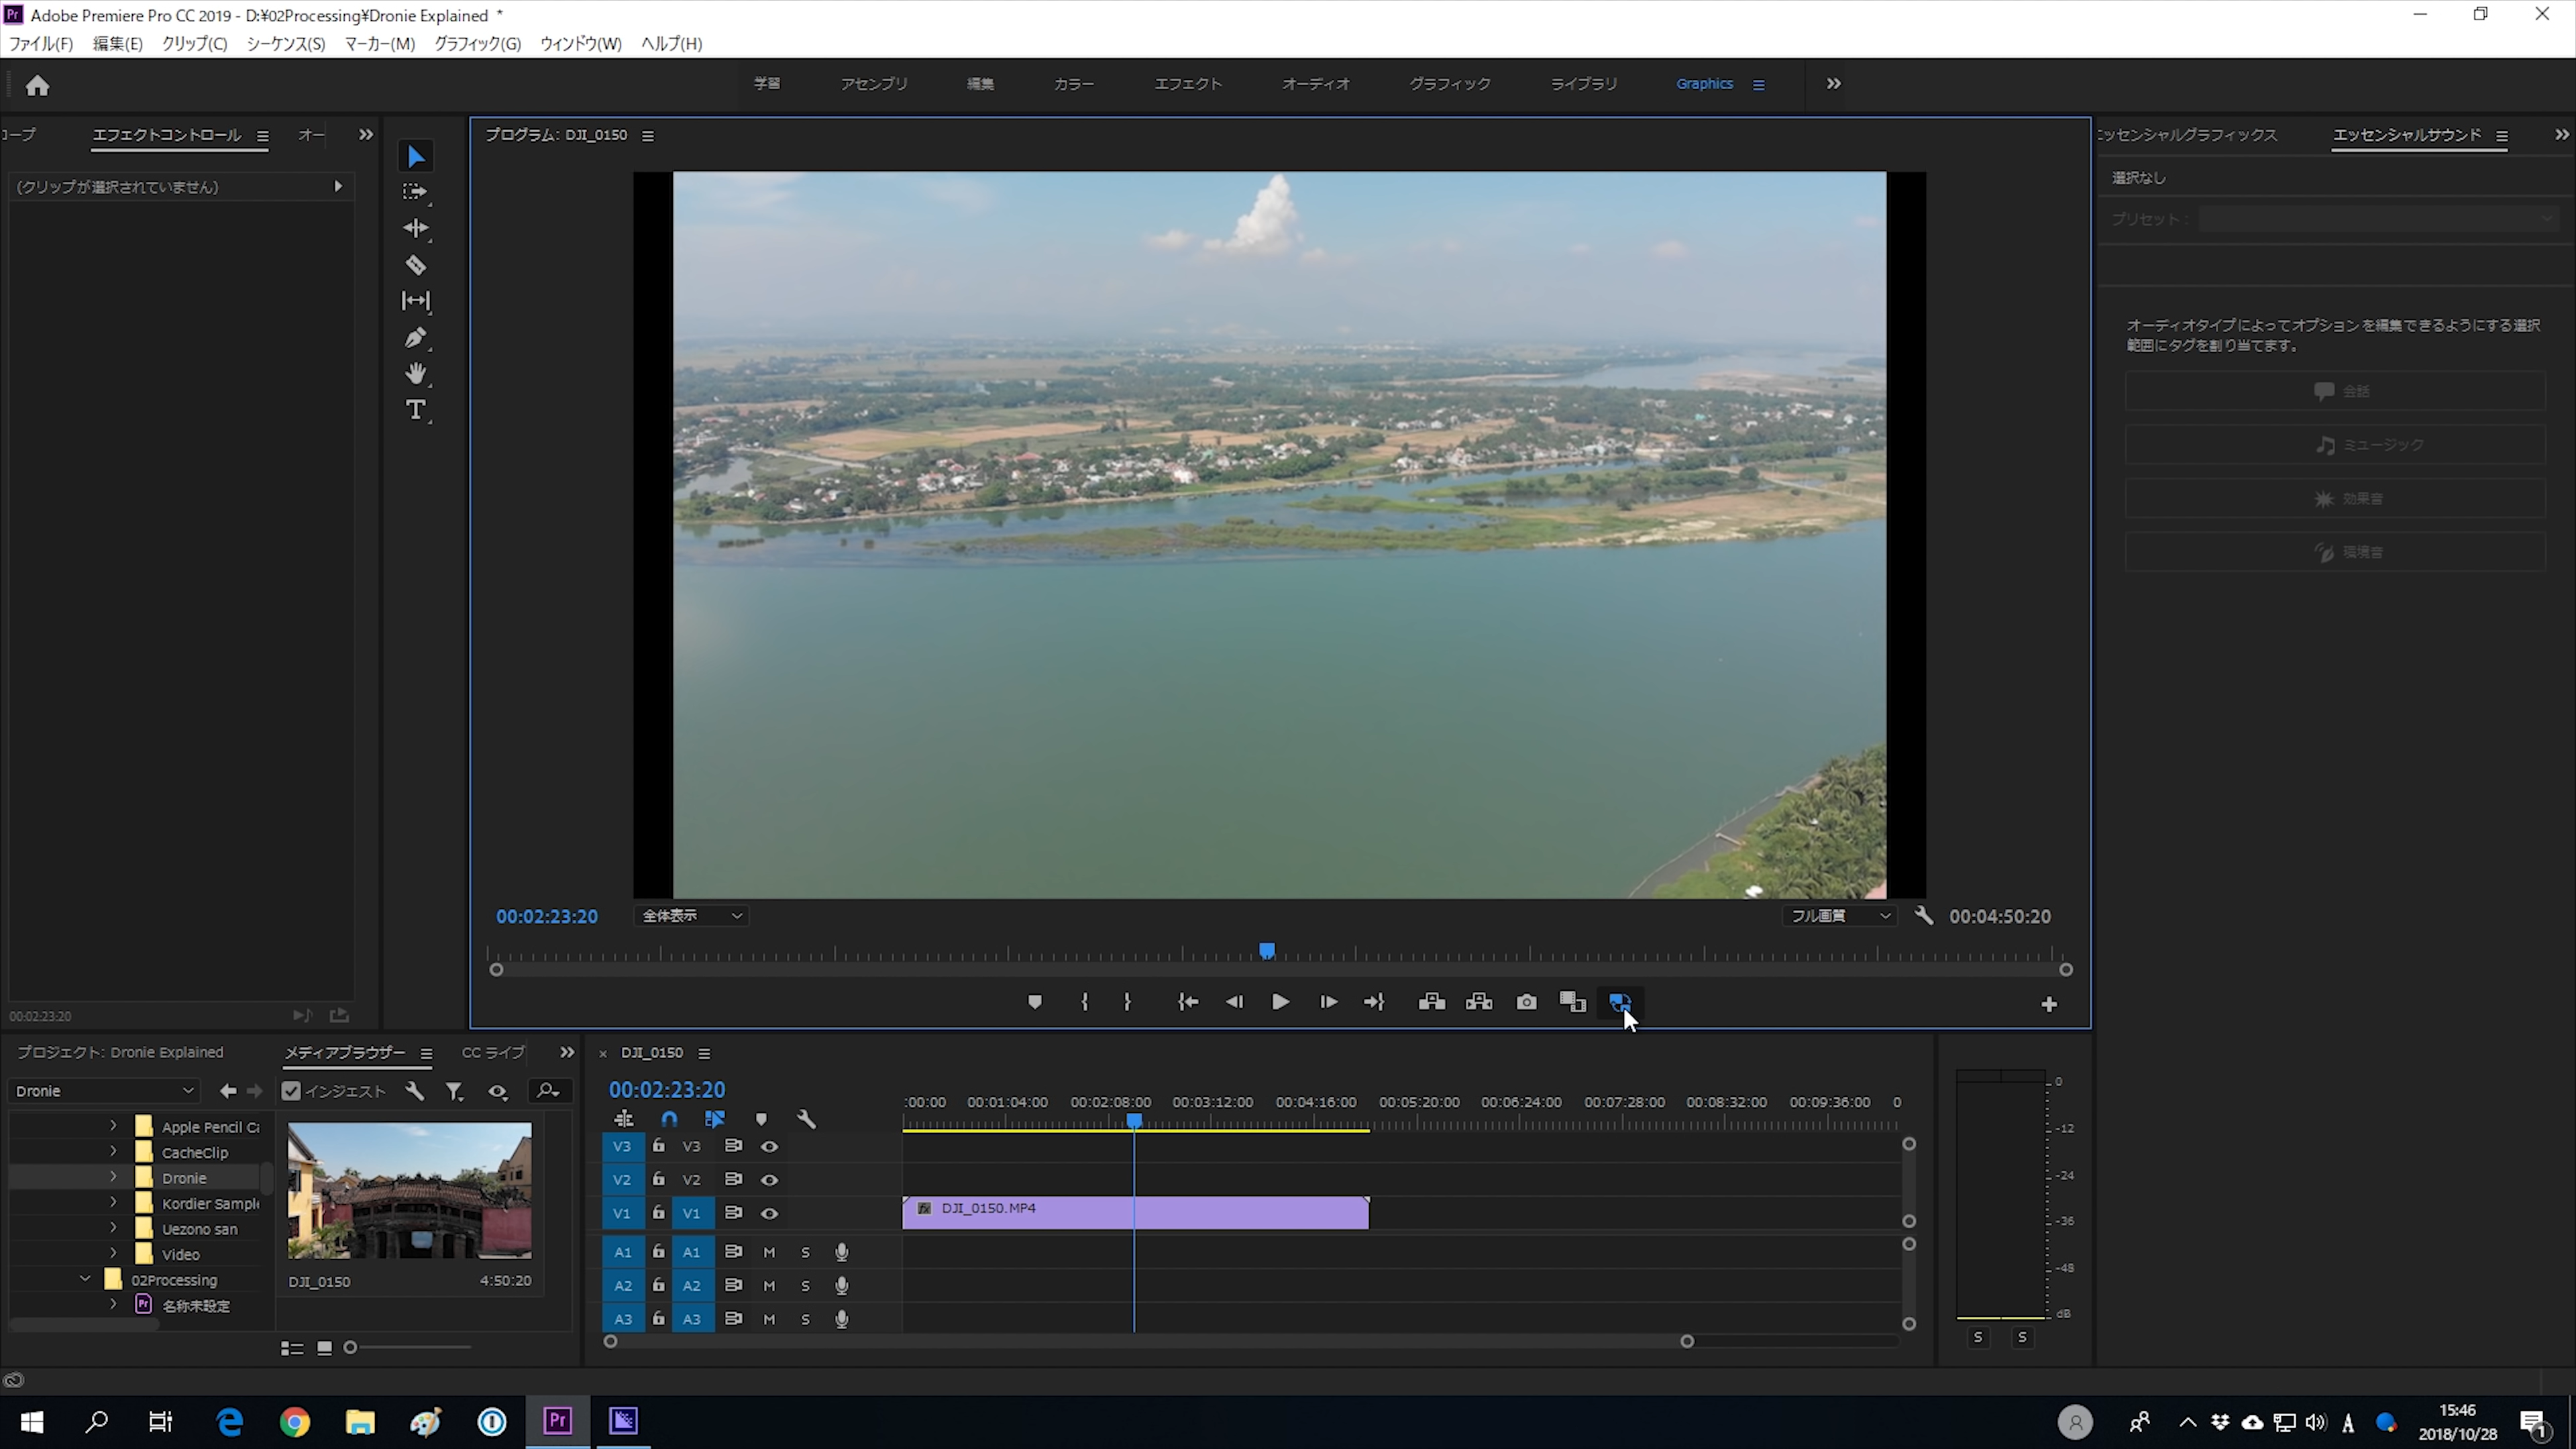 Adobe Premiere Pro CC 2019 - D:¥02Processing¥Dronie Explained *
ファイル(F) 編集(E) クリップ(C) シーケンス(S) マーカー(M) グラフィック(G) ウィンドウ(W) ヘルプ(H)
学習 アセンブリ 編集 カラー エフェクト オーディオ グラフィック ライブラリ Graphics
コープ エフェクトコントロール オー
(クリップが選択されていません)
00:02:23:20
プログラム: DJI_0150
00:02:23:20 全体表示 フル画質 00:04:50:20
エッセンシャルグラフィックス エッセンシャルサウンド
選択なし
プリセット :
オーディオタイプによってオプションを編集できるようにする選択
範囲にタグを割り当てます。
会話
ミュージック
効果音
環境音
プロジェクト: Dronie Explained メディアブラウザー CC ライブ
Dronie インジェスト
Apple Pencil Ca
CacheClip
Dronie
Kordier Sample
Uezono san
Video
02Processing
Pr 名称未設定
DJI_0150 4:50:20
× DJI_0150
00:02:23:20
:00:00 00:01:04:00 00:02:08:00 00:03:12:00 00:04:16:00 00:05:20:00 00:06:24:00 00:07:28:00 00:08:32:00 00:09:36:00 0
V3 V3
V2 V2
V1 V1
fx DJI_0150.MP4
A1 A1 M S
A2 A2 M S
A3 A3 M S
0
-12
-24
-36
-48
dB
S S
Pr
A
15:46
2018/10/28
1